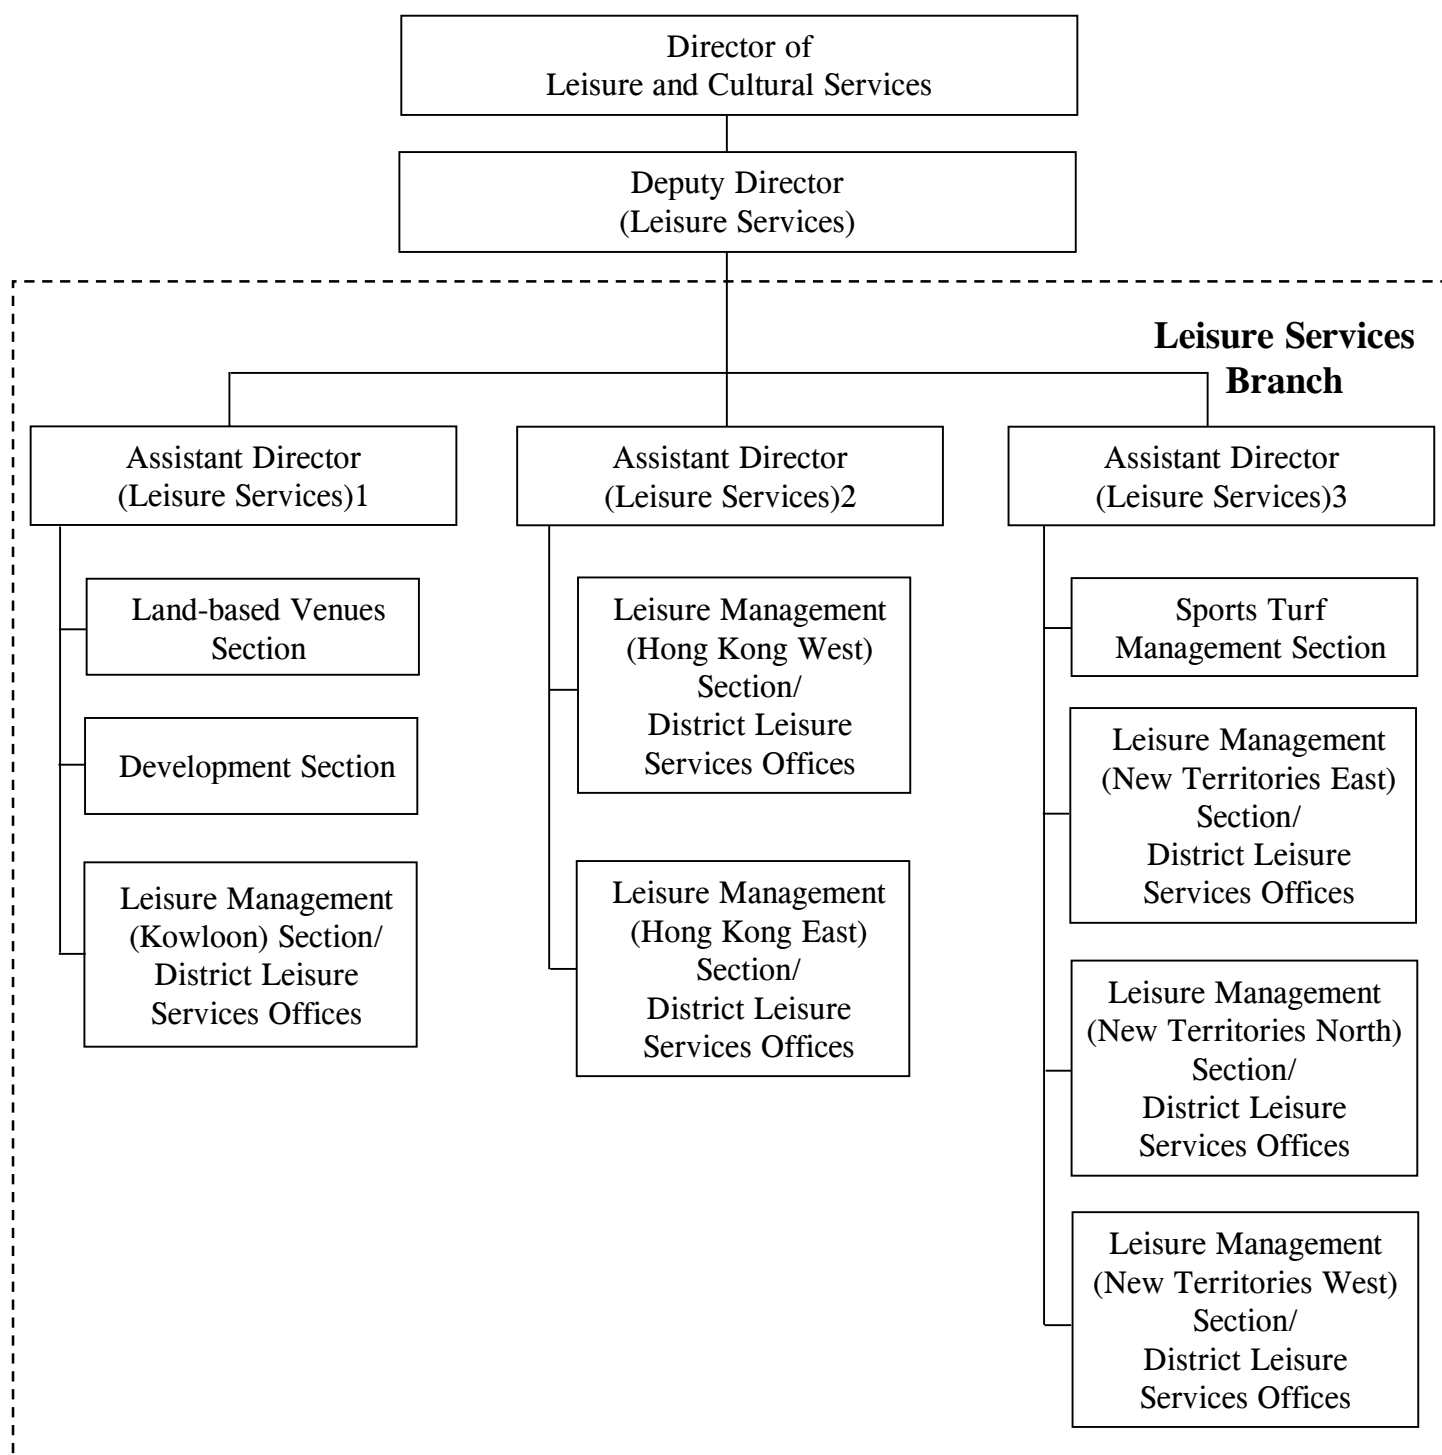 Director of
Leisure and Cultural Services
Deputy Director
(Leisure Services)
Leisure Services
Branch
Assistant Director
(Leisure Services)1
Land-based Venues
Section
Development Section
Leisure Management
(Kowloon) Section/
District Leisure
Services Offices
Assistant Director
(Leisure Services)2
Leisure Management
(Hong Kong West)
Section/
District Leisure
Services Offices
Leisure Management
(Hong Kong East)
Section/
District Leisure
Services Offices
Assistant Director
(Leisure Services)3
Sports Turf
Management Section
Leisure Management
(New Territories East)
Section/
District Leisure
Services Offices
Leisure Management
(New Territories North)
Section/
District Leisure
Services Offices
Leisure Management
(New Territories West)
Section/
District Leisure
Services Offices